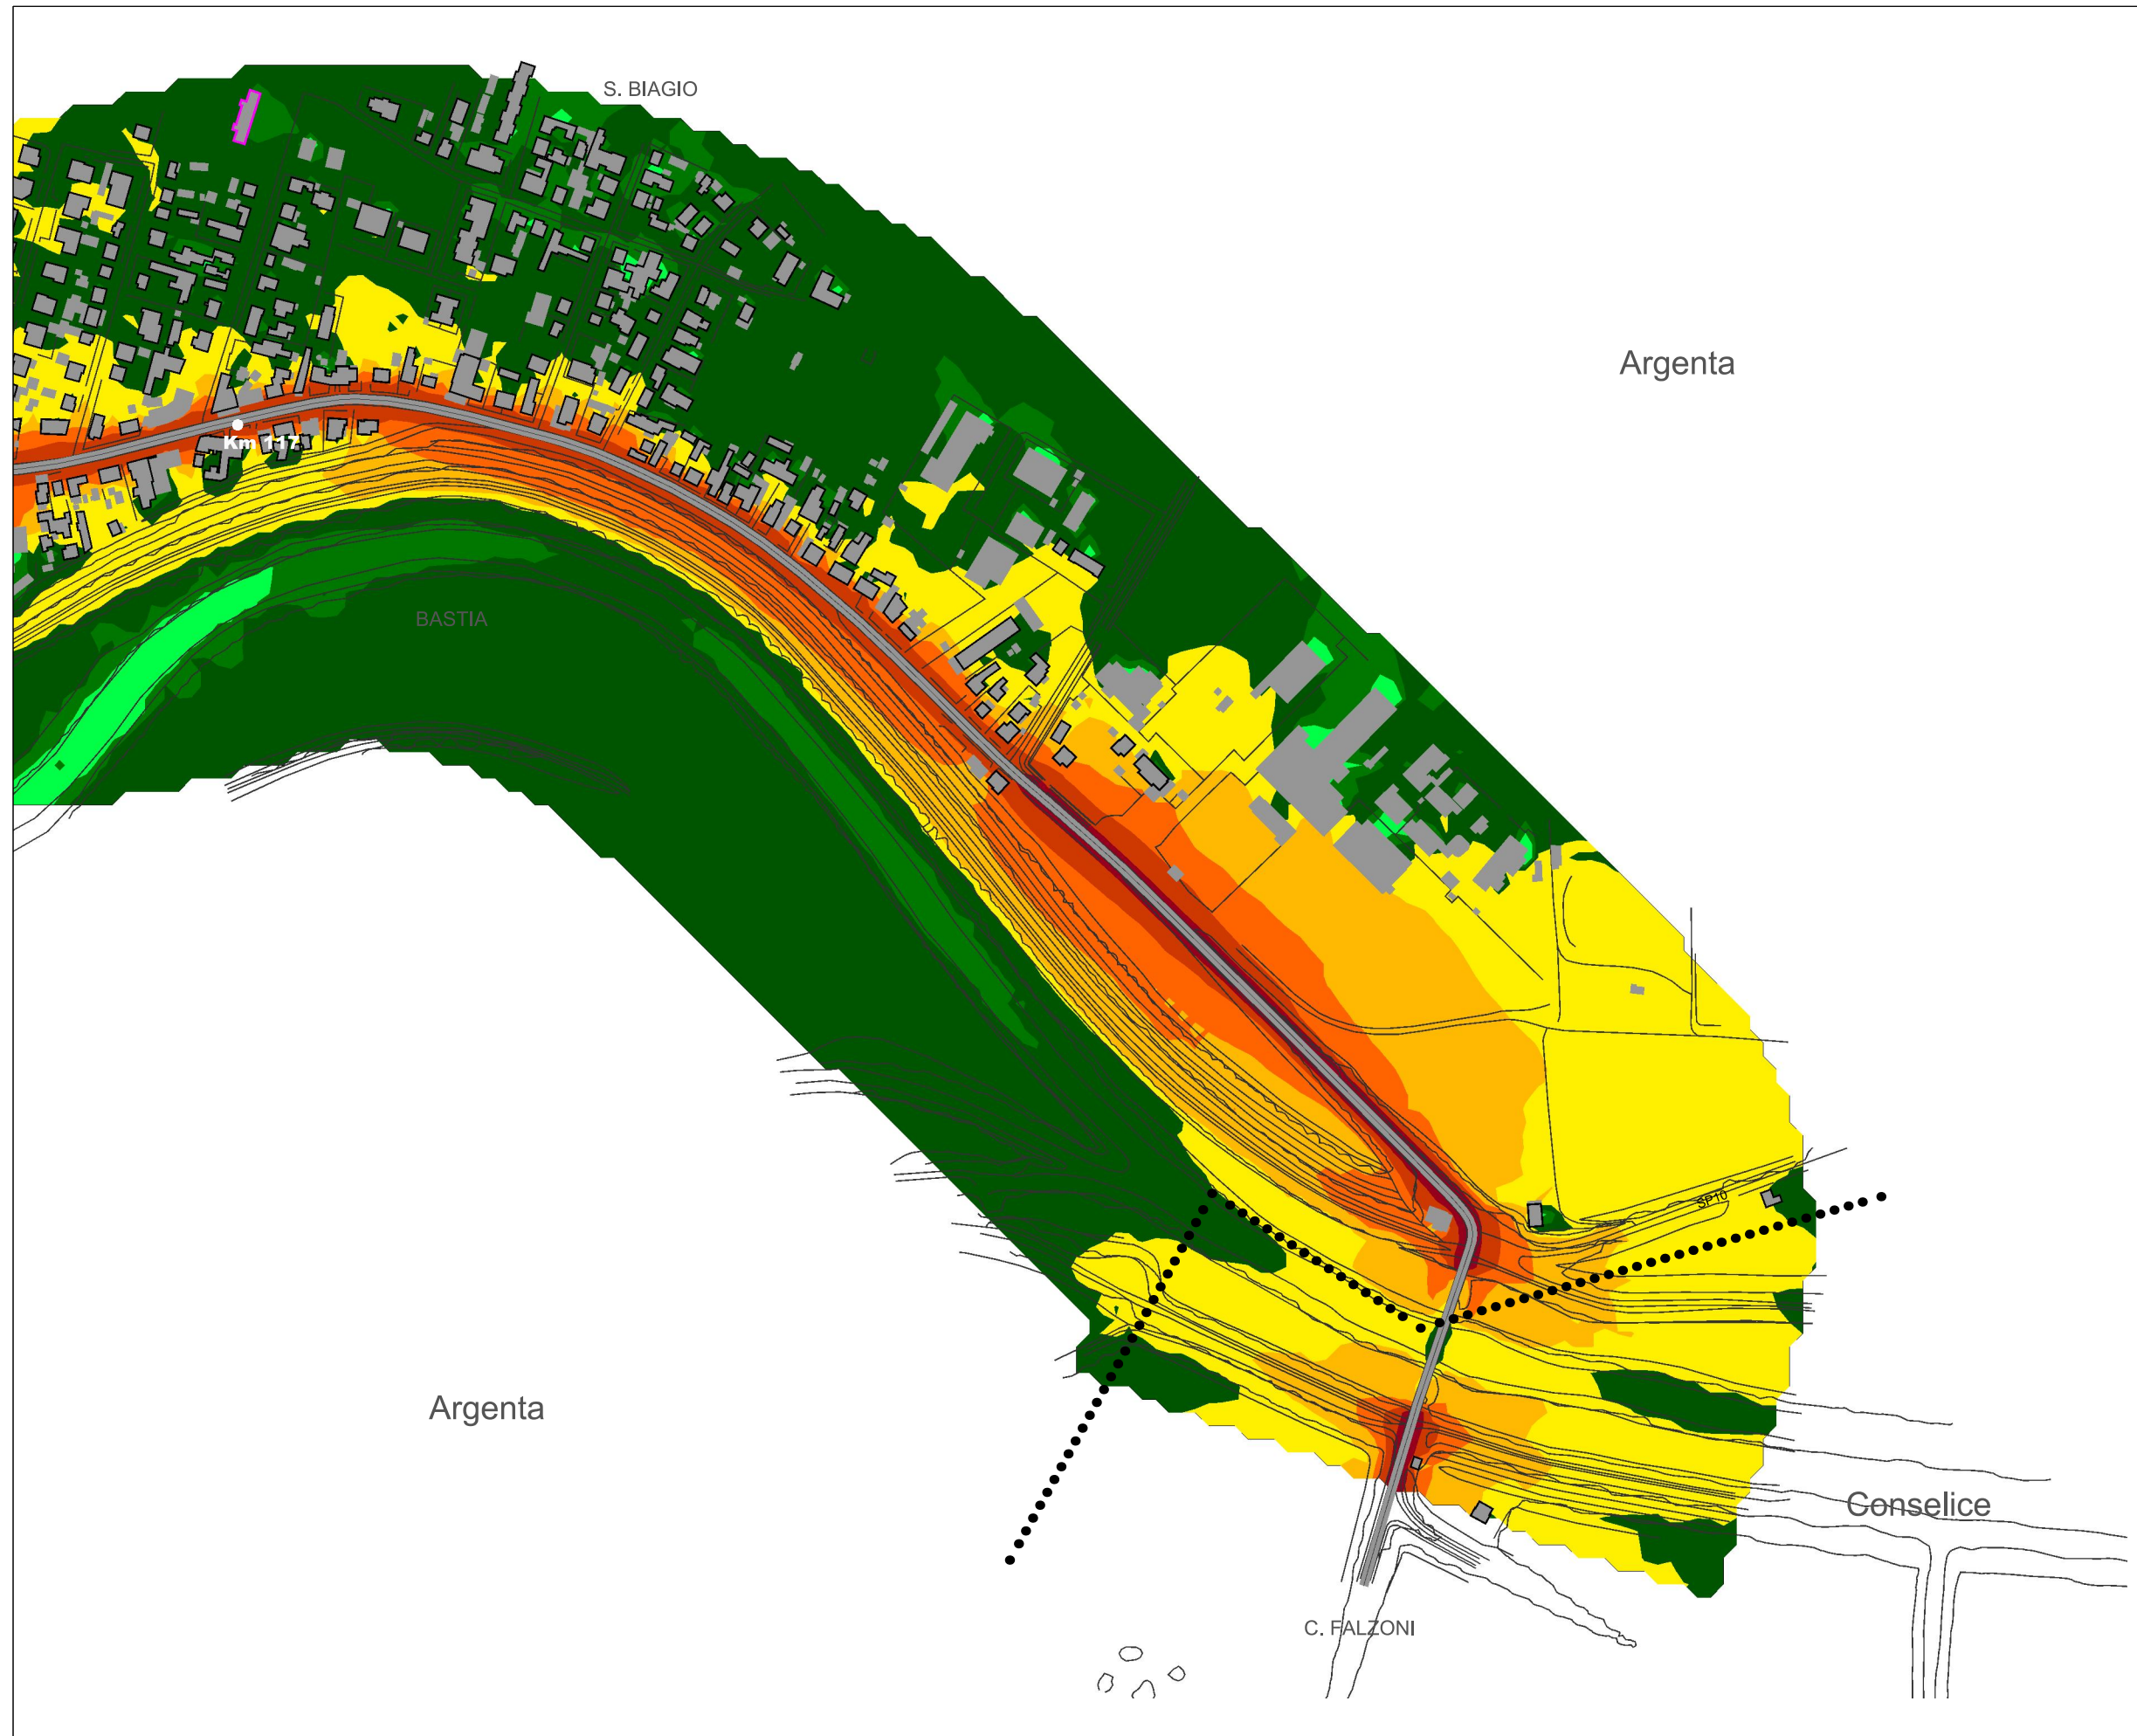 S. BIAGIO
Argenta
Km 117
BASTIA
SP10
Argenta
Conselice
C. FALZONI